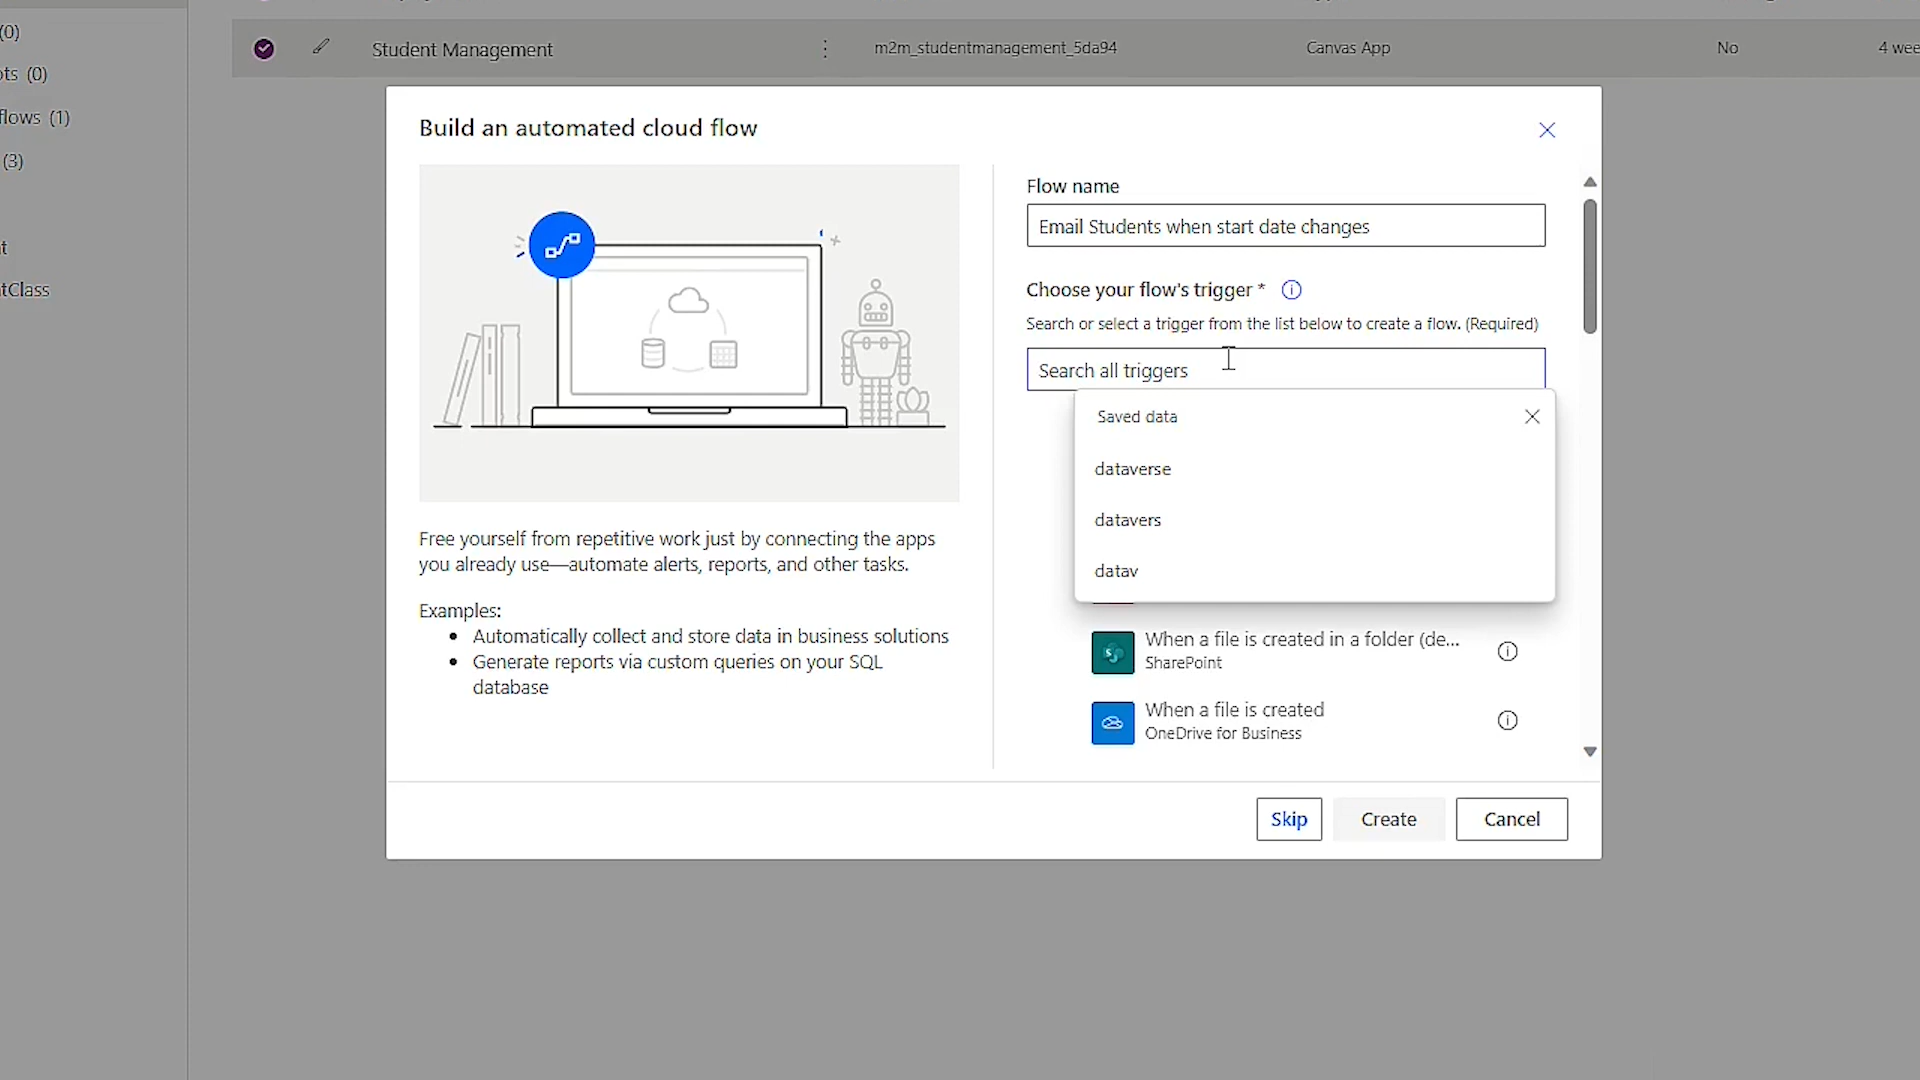 (0)
Student Management
m2m_studentmanagement_5da94
Canvas App
No
4 wee
ots (0)
flows (1)
(3)
t
tClass
Build an automated cloud flow
Free yourself from repetitive work just by connecting the apps
you already use—automate alerts, reports, and other tasks.
Examples:
Automatically collect and store data in business solutions
Generate reports via custom queries on your SQL
database
Flow name
Email Students when start date changes
Choose your flow's trigger *
Search or select a trigger from the list below to create a flow. (Required)
Search all triggers
Saved data
dataverse
datavers
datav
When a file is created in a folder (de...
SharePoint
When a file is created
OneDrive for Business
Skip
Create
Cancel